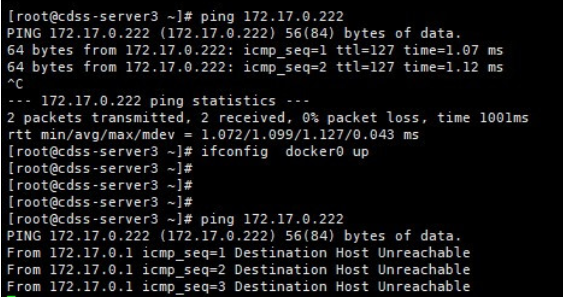 [root@cdss-server3 ~]# ping 172.17.0.222
PING 172.17.0.222 (172.17.0.222) 56(84) bytes of data.
64 bytes from 172.17.0.222: icmp_seq=1 ttl=127 time=1.07 ms
64 bytes from 172.17.0.222: icmp_seq=2 ttl=127 time=1.12 ms
^C
--- 172.17.0.222 ping statistics ---
2 packets transmitted, 2 received, 0% packet loss, time 1001ms
rtt min/avg/max/mdev = 1.072/1.099/1.127/0.043 ms
[root@cdss-server3 ~]# ifconfig  docker0 up
[root@cdss-server3 ~]#
[root@cdss-server3 ~]#
[root@cdss-server3 ~]#
[root@cdss-server3 ~]# ping 172.17.0.222
PING 172.17.0.222 (172.17.0.222) 56(84) bytes of data.
From 172.17.0.1 icmp_seq=1 Destination Host Unreachable
From 172.17.0.1 icmp_seq=2 Destination Host Unreachable
From 172.17.0.1 icmp_seq=3 Destination Host Unreachable